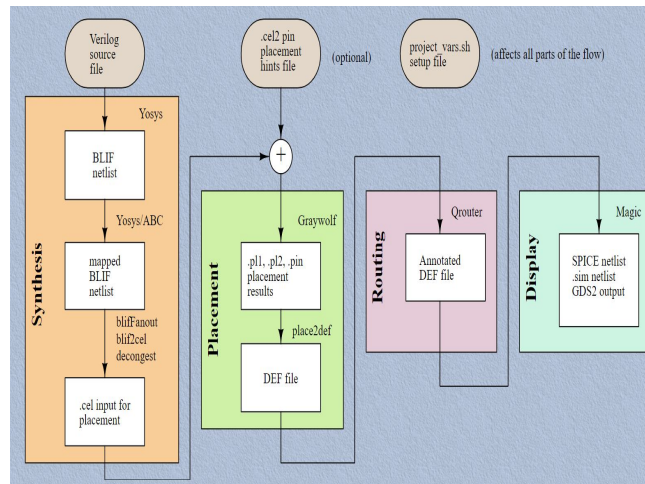 Verilog
source
file
.cel2 pin
placement
hints file
(optional)
project_vars.sh
setup file
(affects all parts of the flow)
Synthesis
Yosys
BLIF
netlist
Yosys/ABC
mapped
BLIF
netlist
blifFanout
blif2cel
decongest
.cel input for
placement
+
Placement
Graywolf
.pl1, .pl2, .pin
placement
results
place2def
DEF file
Routing
Qrouter
Annotated
DEF file
Display
Magic
SPICE netlist
.sim netlist
GDS2 output